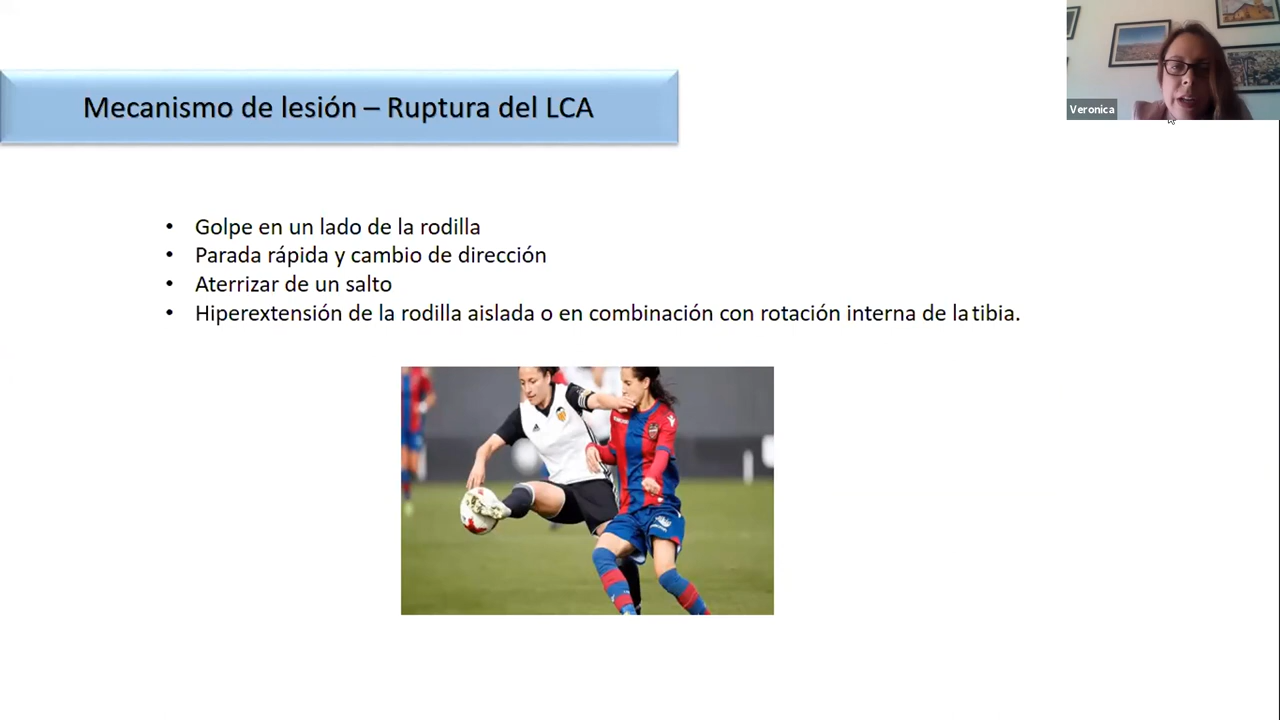 Mecanismo de lesión – Ruptura del LCA
Veronica
• Golpe en un lado de la rodilla
• Parada rápida y cambio de dirección
• Aterrizar de un salto
• Hiperextensión de la rodilla aislada o en combinación con rotación interna de la tibia.